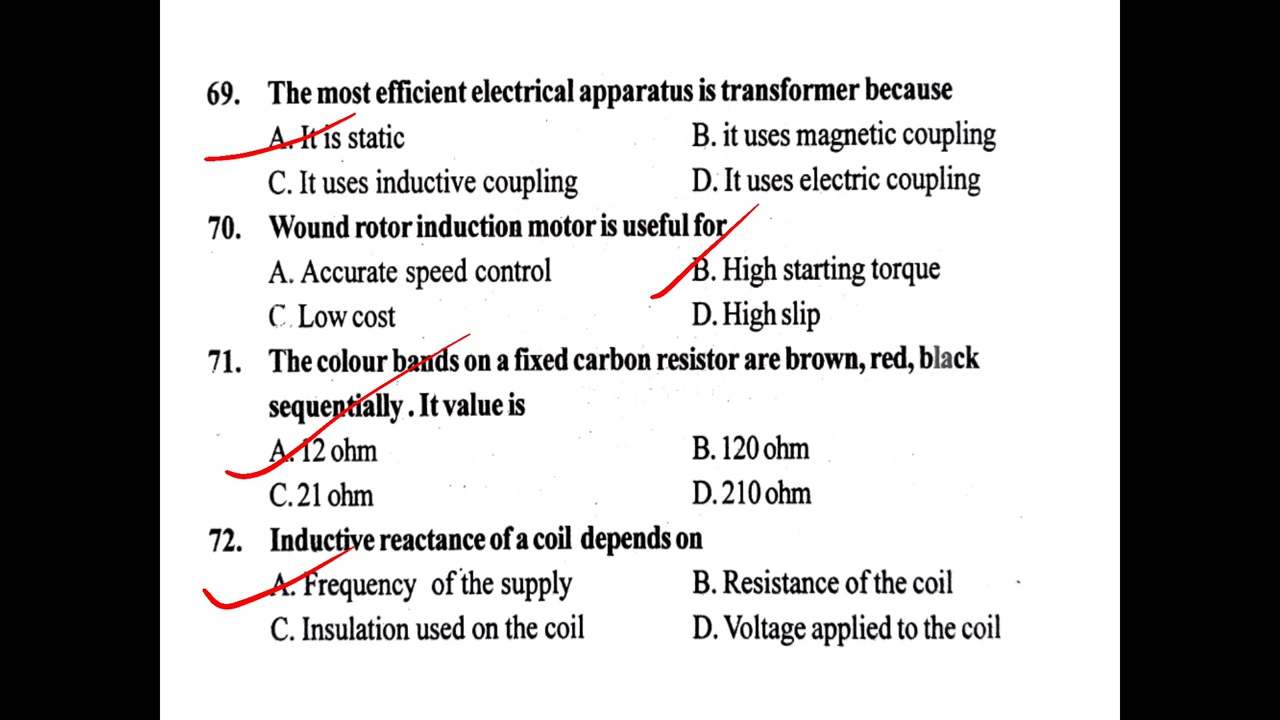 69. The most efficient electrical apparatus is transformer because
A. It is static B. it uses magnetic coupling
C. It uses inductive coupling D. It uses electric coupling
70. Wound rotor induction motor is useful for
A. Accurate speed control B. High starting torque
C. Low cost D. High slip
71. The colour bands on a fixed carbon resistor are brown, red, black
sequentially. It value is
A. 12 ohm B. 120 ohm
C. 21 ohm D. 210 ohm
72. Inductive reactance of a coil depends on
A. Frequency of the supply B. Resistance of the coil
C. Insulation used on the coil D. Voltage applied to the coil